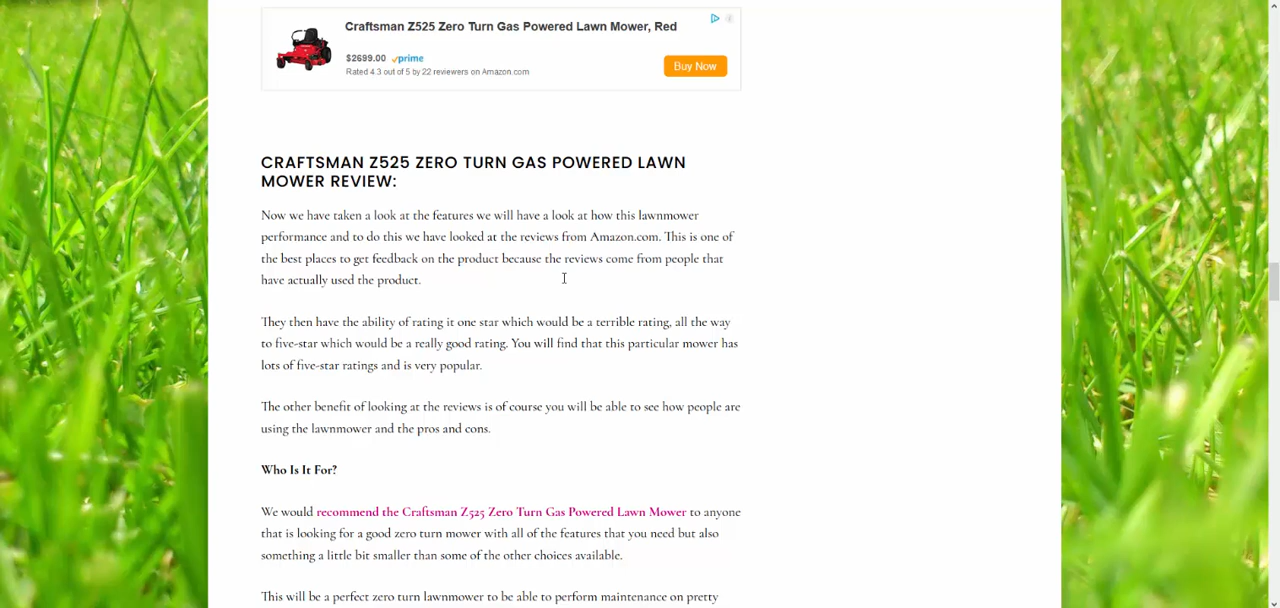 Craftsman Z525 Zero Turn Gas Powered Lawn Mower, Red
$2699.00 prime
Rated 4.3 out of 5 by 22 reviewers on Amazon.com
Buy Now
CRAFTSMAN Z525 ZERO TURN GAS POWERED LAWN
MOWER REVIEW:
Now we have taken a look at the features we will have a look at how this lawnmower
performance and to do this we have looked at the reviews from Amazon.com. This is one of
the best places to get feedback on the product because the reviews come from people that
have actually used the product.
They then have the ability of rating it one star which would be a terrible rating, all the way
to five-star which would be a really good rating. You will find that this particular mower has
lots of five-star ratings and is very popular.
The other benefit of looking at the reviews is of course you will be able to see how people are
using the lawnmower and the pros and cons.
Who Is It For?
We would recommend the Craftsman Z525 Zero Turn Gas Powered Lawn Mower to anyone
that is looking for a good zero turn mower with all of the features that you need but also
something a little bit smaller than some of the other choices available.
This will be a perfect zero turn lawnmower to be able to perform maintenance on pretty